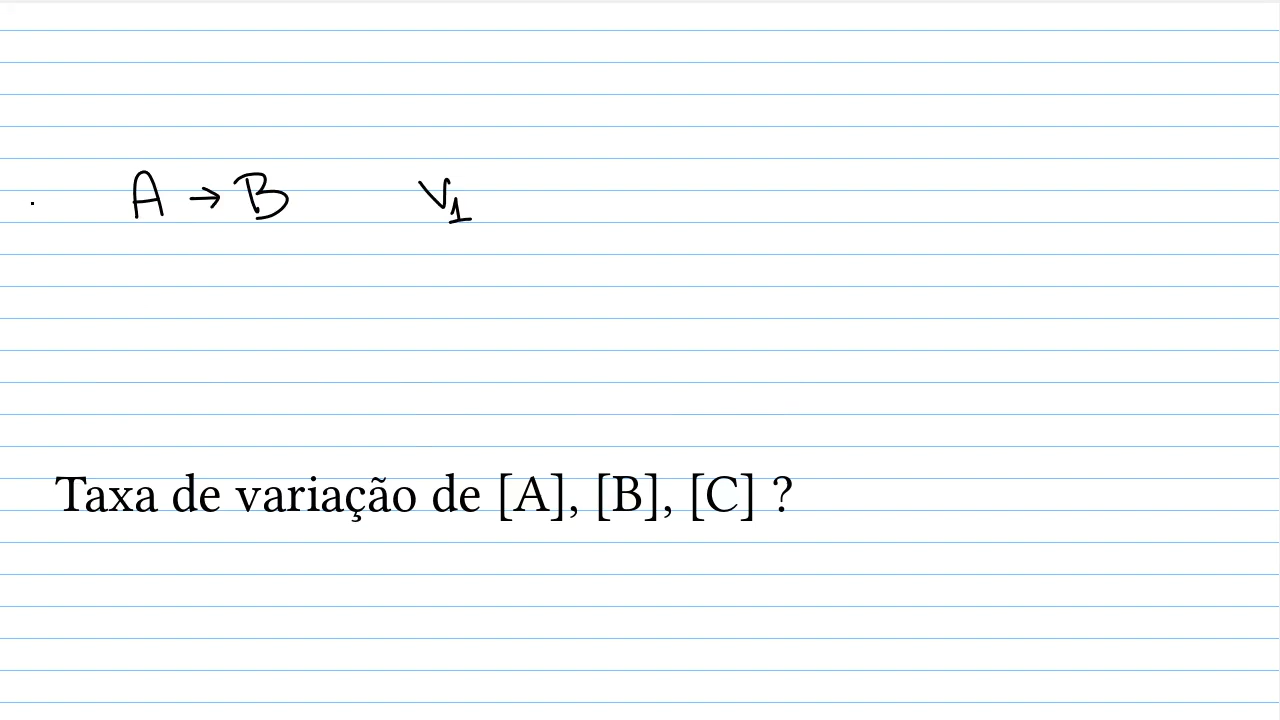 A → B v₁
Taxa de variação de [A], [B], [C] ?